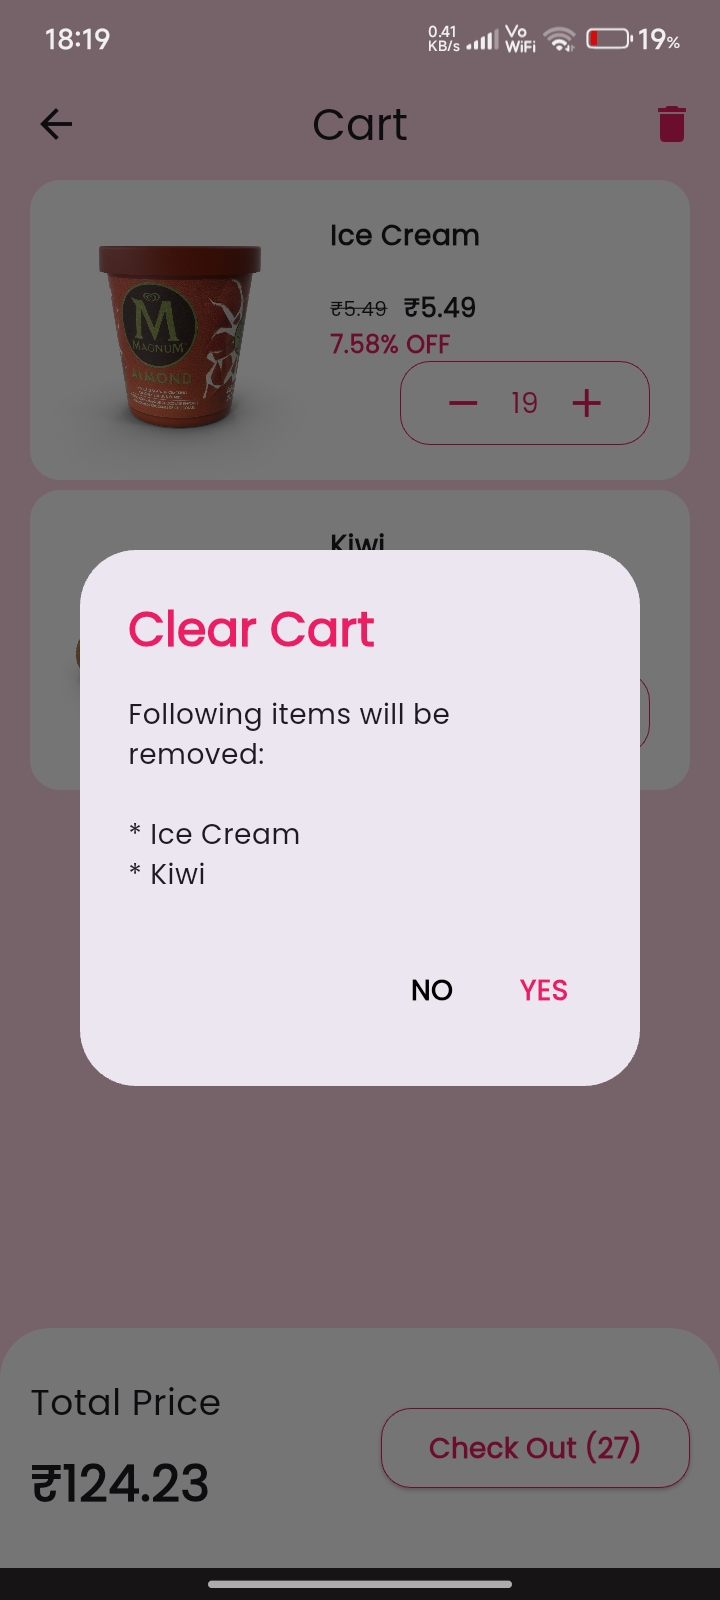 18:19
0.41
KB/s
Vo
WiFi
19%
Cart
Ice Cream
₹5.49 ₹5.49
7.58% OFF
19
M
MAGNUM
ALMOND
Kiwi
Clear Cart
Following items will be
removed:
* Ice Cream
* Kiwi
NO
YES
Total Price
₹124.23
Check Out (27)